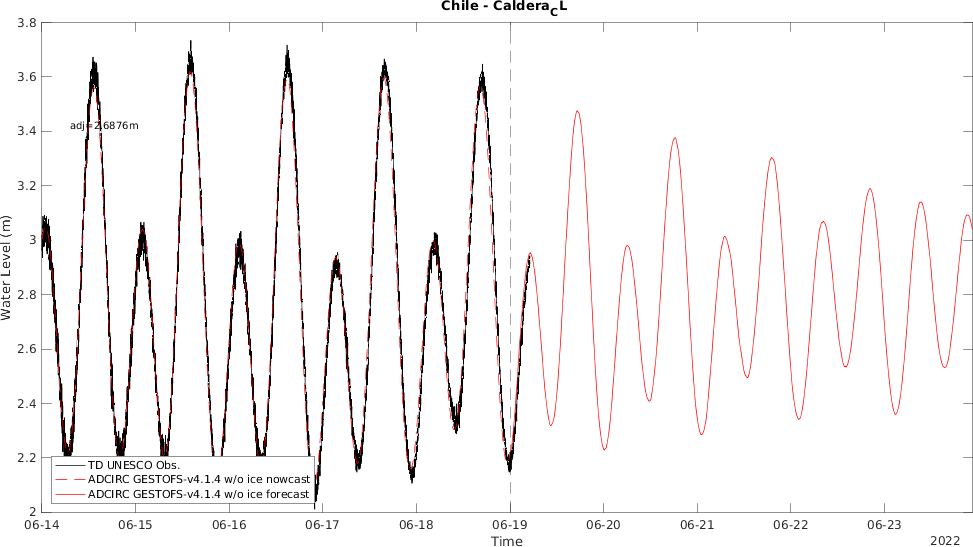 Chile - Caldera_CL
3.8
3.6
adj=2.6876m
3.4
3.2
3
Water Level (m)
2.8
2.6
2.4
2.2
TD UNESCO Obs.
ADCIRC GESTOFS-v4.1.4 w/o ice nowcast
ADCIRC GESTOFS-v4.1.4 w/o ice forecast
2
06-14 06-15 06-16 06-17 06-18 06-19 06-20 06-21 06-22 06-23
Time
2022